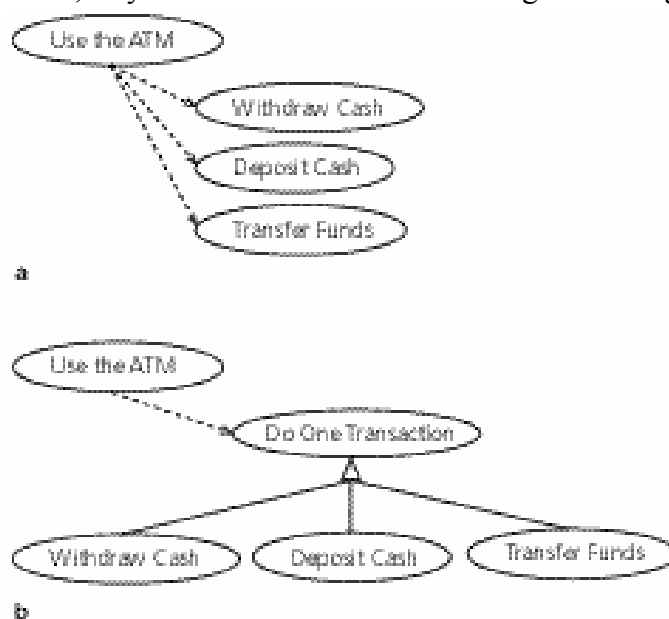 Use the ATM
Withdraw Cash
Deposit Cash
Transfer Funds
a
Use the ATM
Do One Transaction
Withdraw Cash
Deposit Cash
Transfer Funds
b